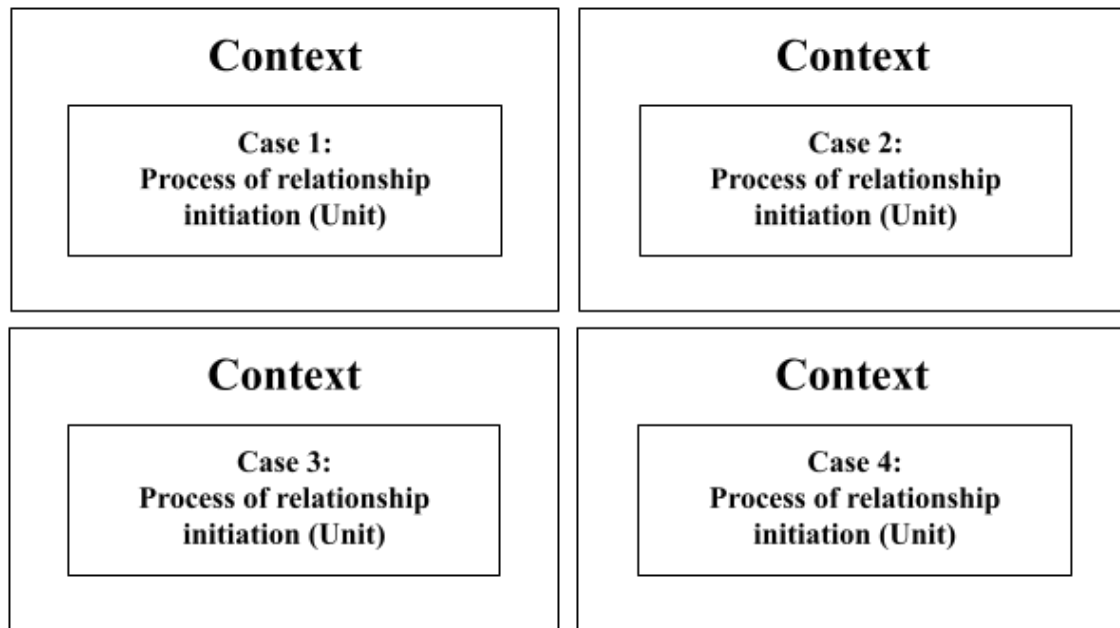 Context
Case 1:
Process of relationship
initiation (Unit)
Context
Case 2:
Process of relationship
initiation (Unit)
Context
Case 3:
Process of relationship
initiation (Unit)
Context
Case 4:
Process of relationship
initiation (Unit)